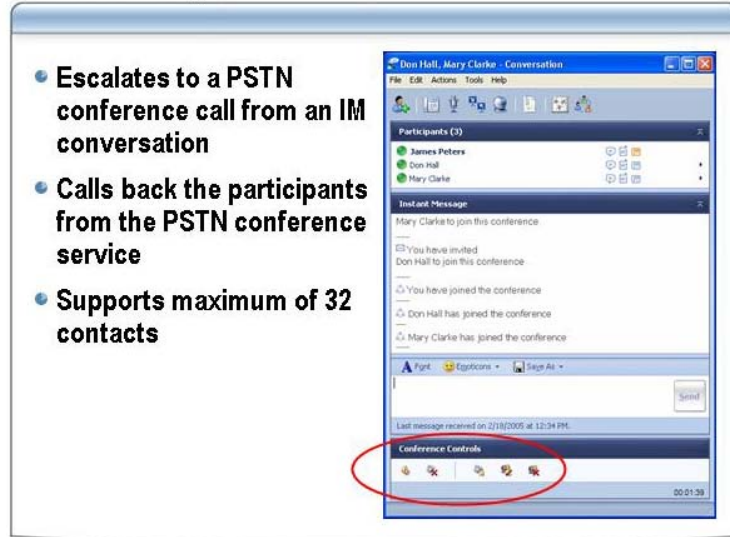 Escalates to a PSTN
conference call from an IM
conversation
Calls back the participants
from the PSTN conference
service
Supports maximum of 32
contacts
Don Hall, Mary Clarke - Conversation
File Edit Actions Tools Help
Participants (3)
James Peters
Don Hall
Mary Clarke
Instant Message
Mary Clarke to join this conference
You have invited
Don Hall to join this conference
You have joined the conference
Don Hall has joined the conference
Mary Clarke has joined the conference
Font Emoticons Save As
Send
Last message received on 2/18/2005 at 12:34 PM.
Conference Controls
00:01:39